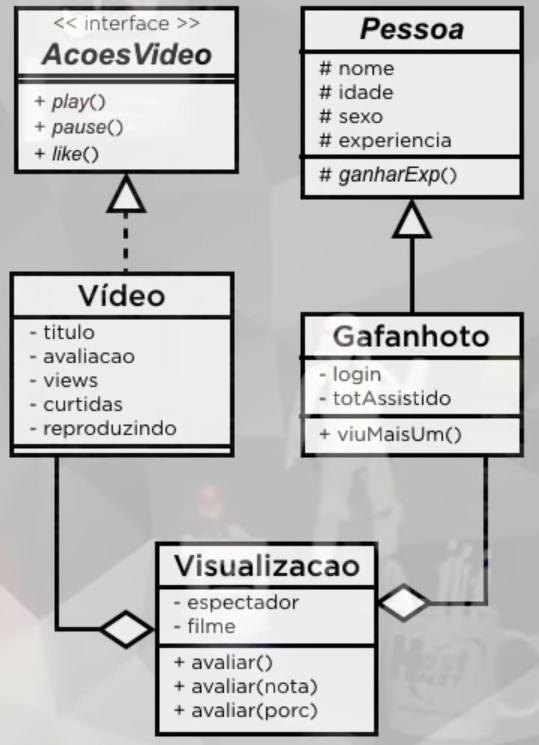 << interface >>
AcoesVideo
+ play()
+ pause()
+ like()
Pessoa
# nome
# idade
# sexo
# experiencia
# ganharExp()
Vídeo
- titulo
- avaliacao
- views
- curtidas
- reproduzindo
Gafanhoto
- login
- totAssistido
+ viuMaisUm()
Visualizacao
- espectador
- filme
+ avaliar()
+ avaliar(nota)
+ avaliar(porc)